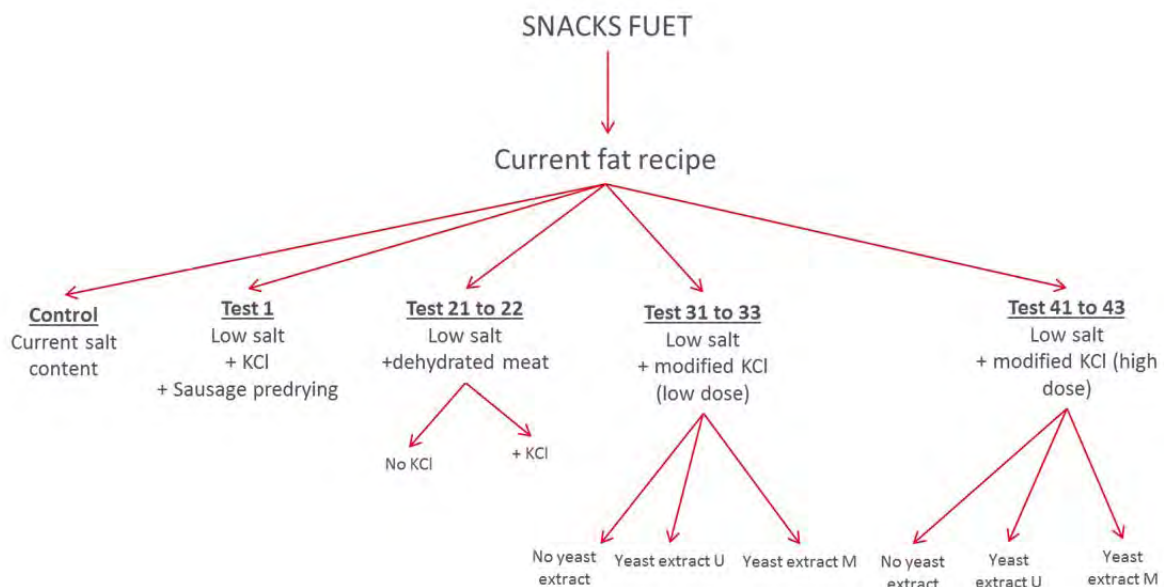 SNACKS FUET
Current fat recipe
Control
Current salt
content
Test 1
Low salt
+ KCl
+ Sausage predrying
Test 21 to 22
Low salt
+dehydrated meat
Test 31 to 33
Low salt
+ modified KCl
(low dose)
Test 41 to 43
Low salt
+ modified KCl (high
dose)
No KCl
+ KCl
No yeast
extract
Yeast extract U
Yeast extract M
No yeast
extract
Yeast
extract U
Yeast
extract M